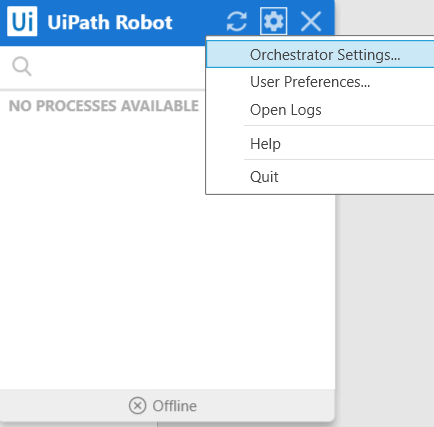 Ui UiPath Robot
Orchestrator Settings...
User Preferences...
Open Logs
Help
Quit
NO PROCESSES AVAILABLE
Offline